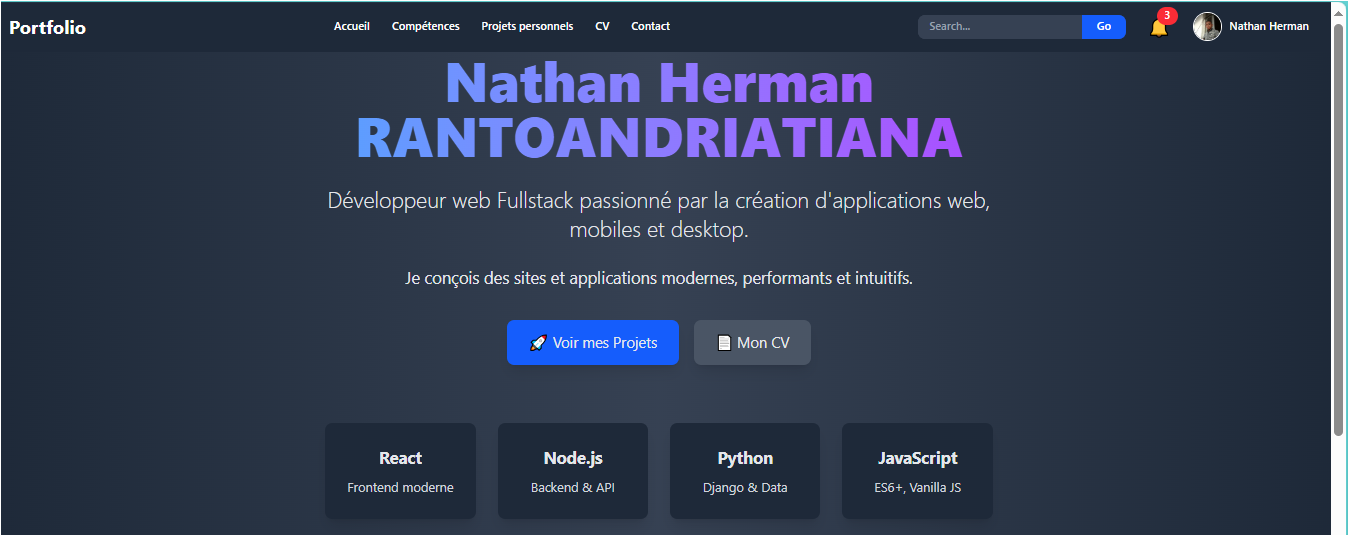 Portfolio
Accueil Compétences Projets personnels CV Contact
Search... Go
3
Nathan Herman
Nathan Herman
RANTOANDRIATIANA
Développeur web Fullstack passionné par la création d'applications web,
mobiles et desktop.
Je conçois des sites et applications modernes, performants et intuitifs.
Voir mes Projets
Mon CV
React
Frontend moderne
Node.js
Backend & API
Python
Django & Data
JavaScript
ES6+, Vanilla JS